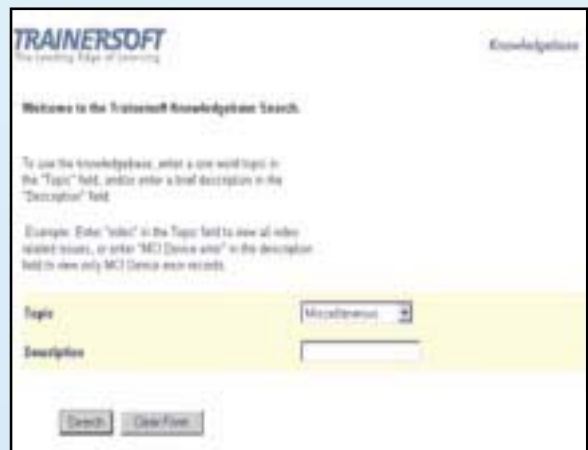 TRAINERSOFT
The Leading Edge of Learning
Knowledgebase
Welcome to the Trainersoft Knowledgebase Search.
To use the knowledgebase, enter a one word topic in
the "Topic" field, and/or enter a brief description in the
"Description" field.
Example: Enter "video" in the Topic field to view all video
related issues, or enter "MCI Device error" in the description
field to view only MCI Device error records.
Topic
Miscellaneous
Description
Search
Clear Form